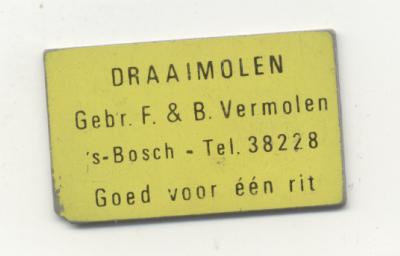 DRAAIMOLEN
Gebr. F. & B. Vermolen
's-Bosch - Tel. 38228
Goed voor één rit